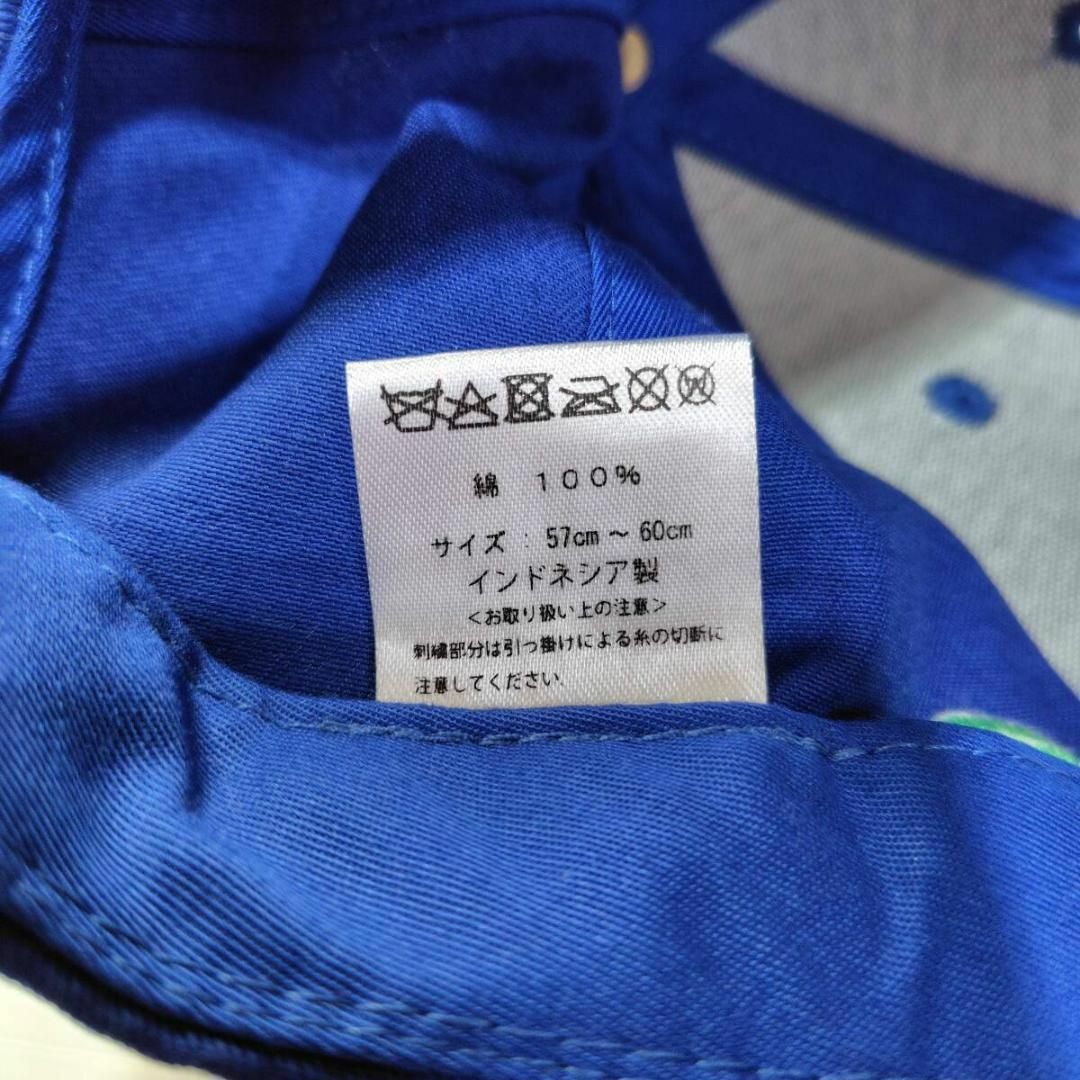 綿 100%
サイズ : 57cm ~ 60cm
インドネシア製
<お取り扱い上の注意>
刺繍部分は引っ掛けによる糸の切断に
注意してください.